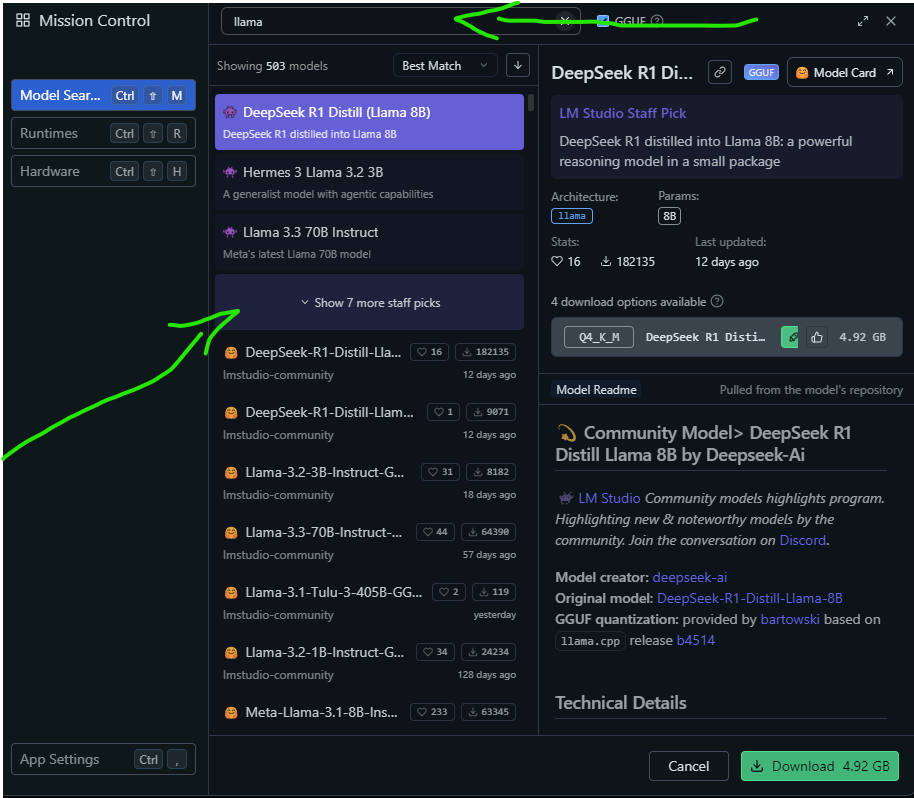 Mission Control
Model Sear... Ctrl ⇧ M
Runtimes Ctrl ⇧ R
Hardware Ctrl ⇧ H
App Settings Ctrl ,
llama
GGUF
Showing 503 models
Best Match
DeepSeek R1 Distill (Llama 8B)
DeepSeek R1 distilled into Llama 8B
Hermes 3 Llama 3.2 3B
A generalist model with agentic capabilities
Llama 3.3 70B Instruct
Meta's latest Llama 70B model
Show 7 more staff picks
DeepSeek-R1-Distill-Lla... 16 182135
lmstudio-community 12 days ago
DeepSeek-R1-Distill-Llam... 1 9071
lmstudio-community 12 days ago
Llama-3.2-3B-Instruct-G... 31 8182
lmstudio-community 18 days ago
Llama-3.3-70B-Instruct-... 44 64390
lmstudio-community 57 days ago
Llama-3.1-Tulu-3-405B-GG... 2 119
lmstudio-community yesterday
Llama-3.2-1B-Instruct-G... 34 24234
lmstudio-community 128 days ago
Meta-Llama-3.1-8B-Ins... 233 63345
DeepSeek R1 Di... GGUF Model Card
LM Studio Staff Pick
DeepSeek R1 distilled into Llama 8B: a powerful
reasoning model in a small package
Architecture: Params:
llama 8B
Stats: Last updated:
16 182135 12 days ago
4 download options available
Q4_K_M DeepSeek R1 Disti... 4.92 GB
Model Readme Pulled from the model's repository
Community Model> DeepSeek R1
Distill Llama 8B by Deepseek-Ai
LM Studio Community models highlights program.
Highlighting new & noteworthy models by the
community. Join the conversation on Discord.
Model creator: deepseek-ai
Original model: DeepSeek-R1-Distill-Llama-8B
GGUF quantization: provided by bartowski based on
llama.cpp release b4514
Technical Details
Cancel Download 4.92 GB